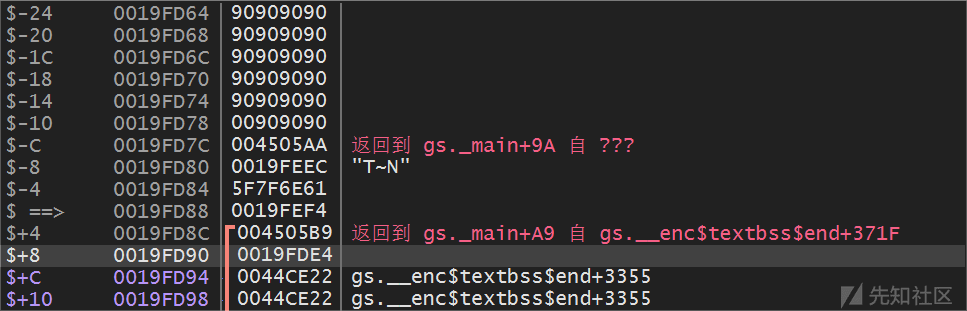 $-24 0019FD64 90909090
$-20 0019FD68 90909090
$-1C 0019FD6C 90909090
$-18 0019FD70 90909090
$-14 0019FD74 90909090
$-10 0019FD78 00909090
$-C 0019FD7C 004505AA 返回到 gs._main+9A 自 ???
$-8 0019FD80 0019FEEC "T~N"
$-4 0019FD84 5F7F6E61
$ ==> 0019FD88 0019FEF4
$+4 0019FD8C 004505B9 返回到 gs._main+A9 自 gs.__enc$textbss$end+371F
$+8 0019FD90 0019FDE4
$+C 0019FD94 0044CE22 gs.__enc$textbss$end+3355
$+10 0019FD98 0044CE22 gs.__enc$textbss$end+3355
先知社区